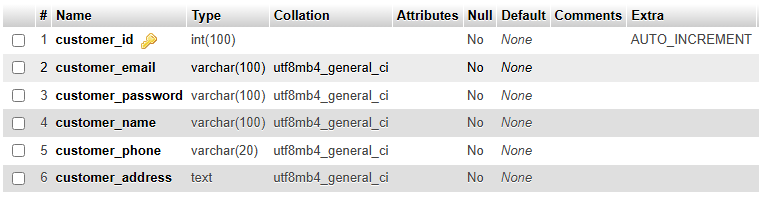 # Name Type Collation Attributes Null Default Comments Extra
1 customer_id int(100) No None AUTO_INCREMENT
2 customer_email varchar(100) utf8mb4_general_ci No None
3 customer_password varchar(100) utf8mb4_general_ci No None
4 customer_name varchar(100) utf8mb4_general_ci No None
5 customer_phone varchar(20) utf8mb4_general_ci No None
6 customer_address text utf8mb4_general_ci No None